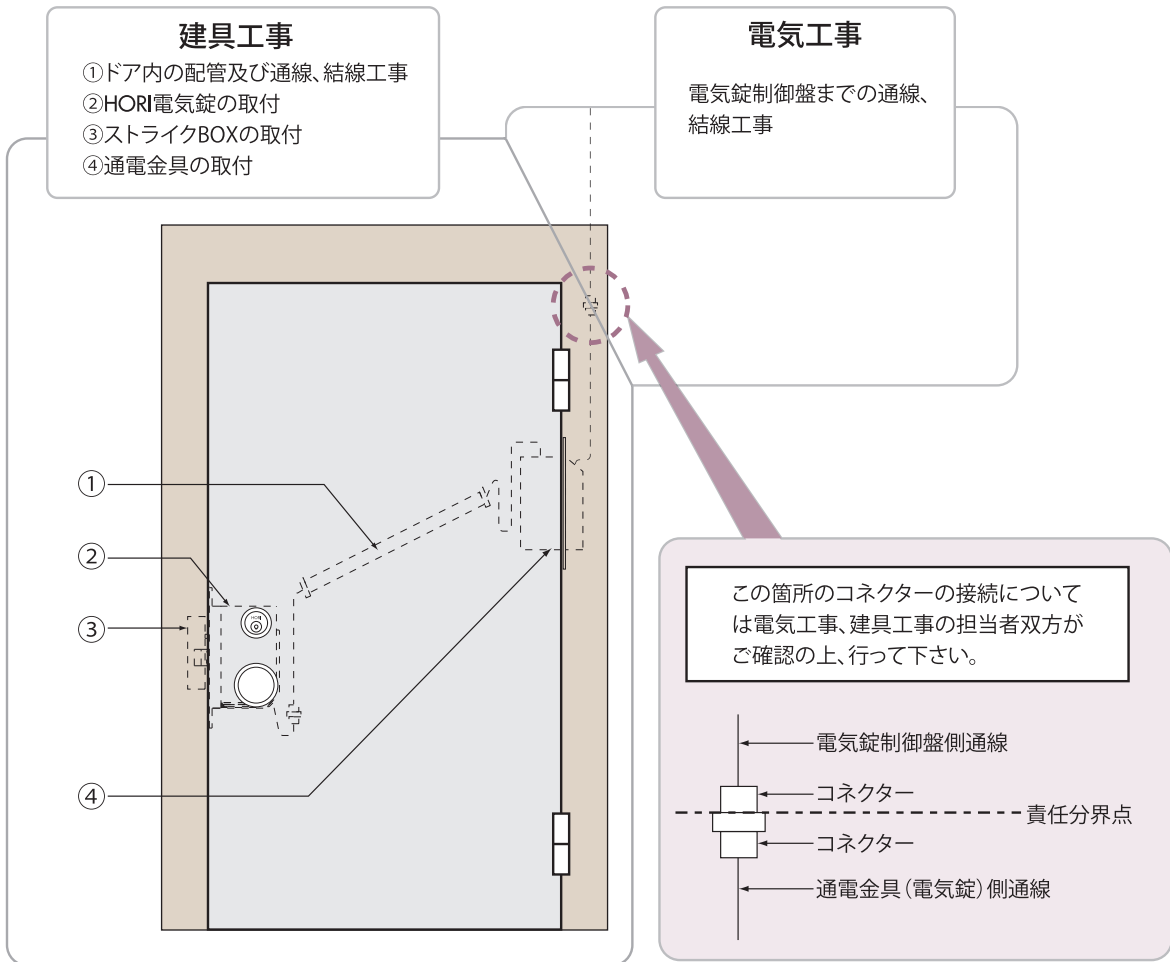 建具工事
①ドア内の配管及び通線、結線工事
②HORI電気錠の取付
③ストライクBOXの取付
④通電金具の取付
電気工事
電気錠制御盤までの通線、
結線工事
①
②
③
④
HORI
この箇所のコネクターの接続について
は電気工事、建具工事の担当者双方が
ご確認の上、行って下さい。
電気錠制御盤側通線
コネクター
責任分界点
コネクター
通電金具(電気錠)側通線